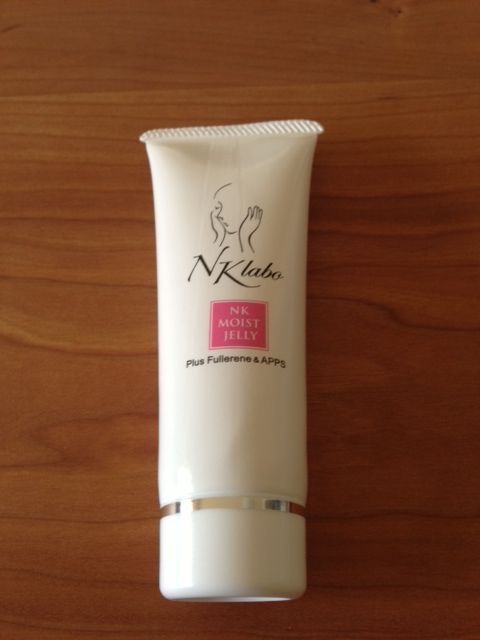 NKlabo
NK
MOIST
JELLY
Plus Fullerene & APPS